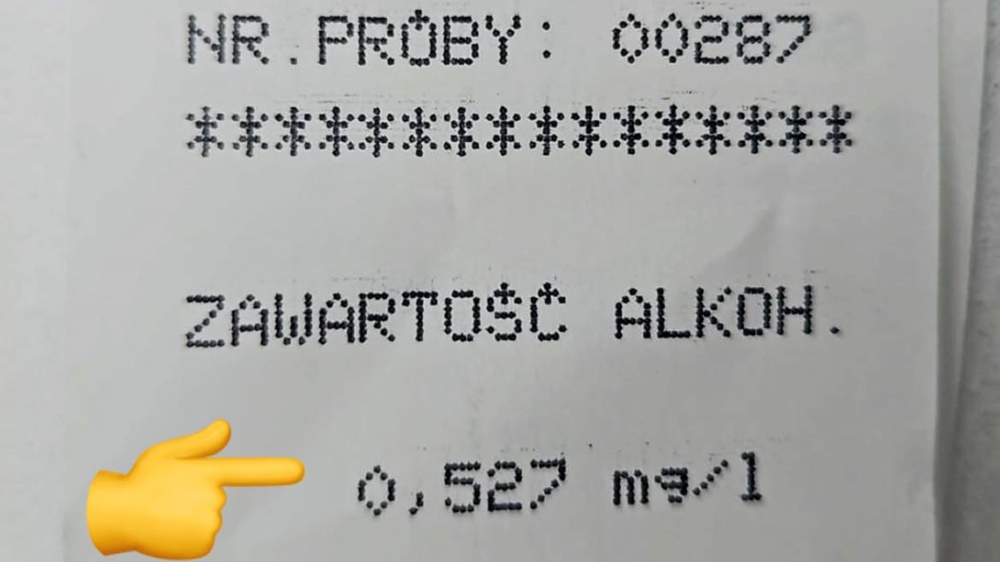 NR.PRÓBY: 00287
****************
ZAWARTOŚĆ ALKOH.
0,527 mg/l